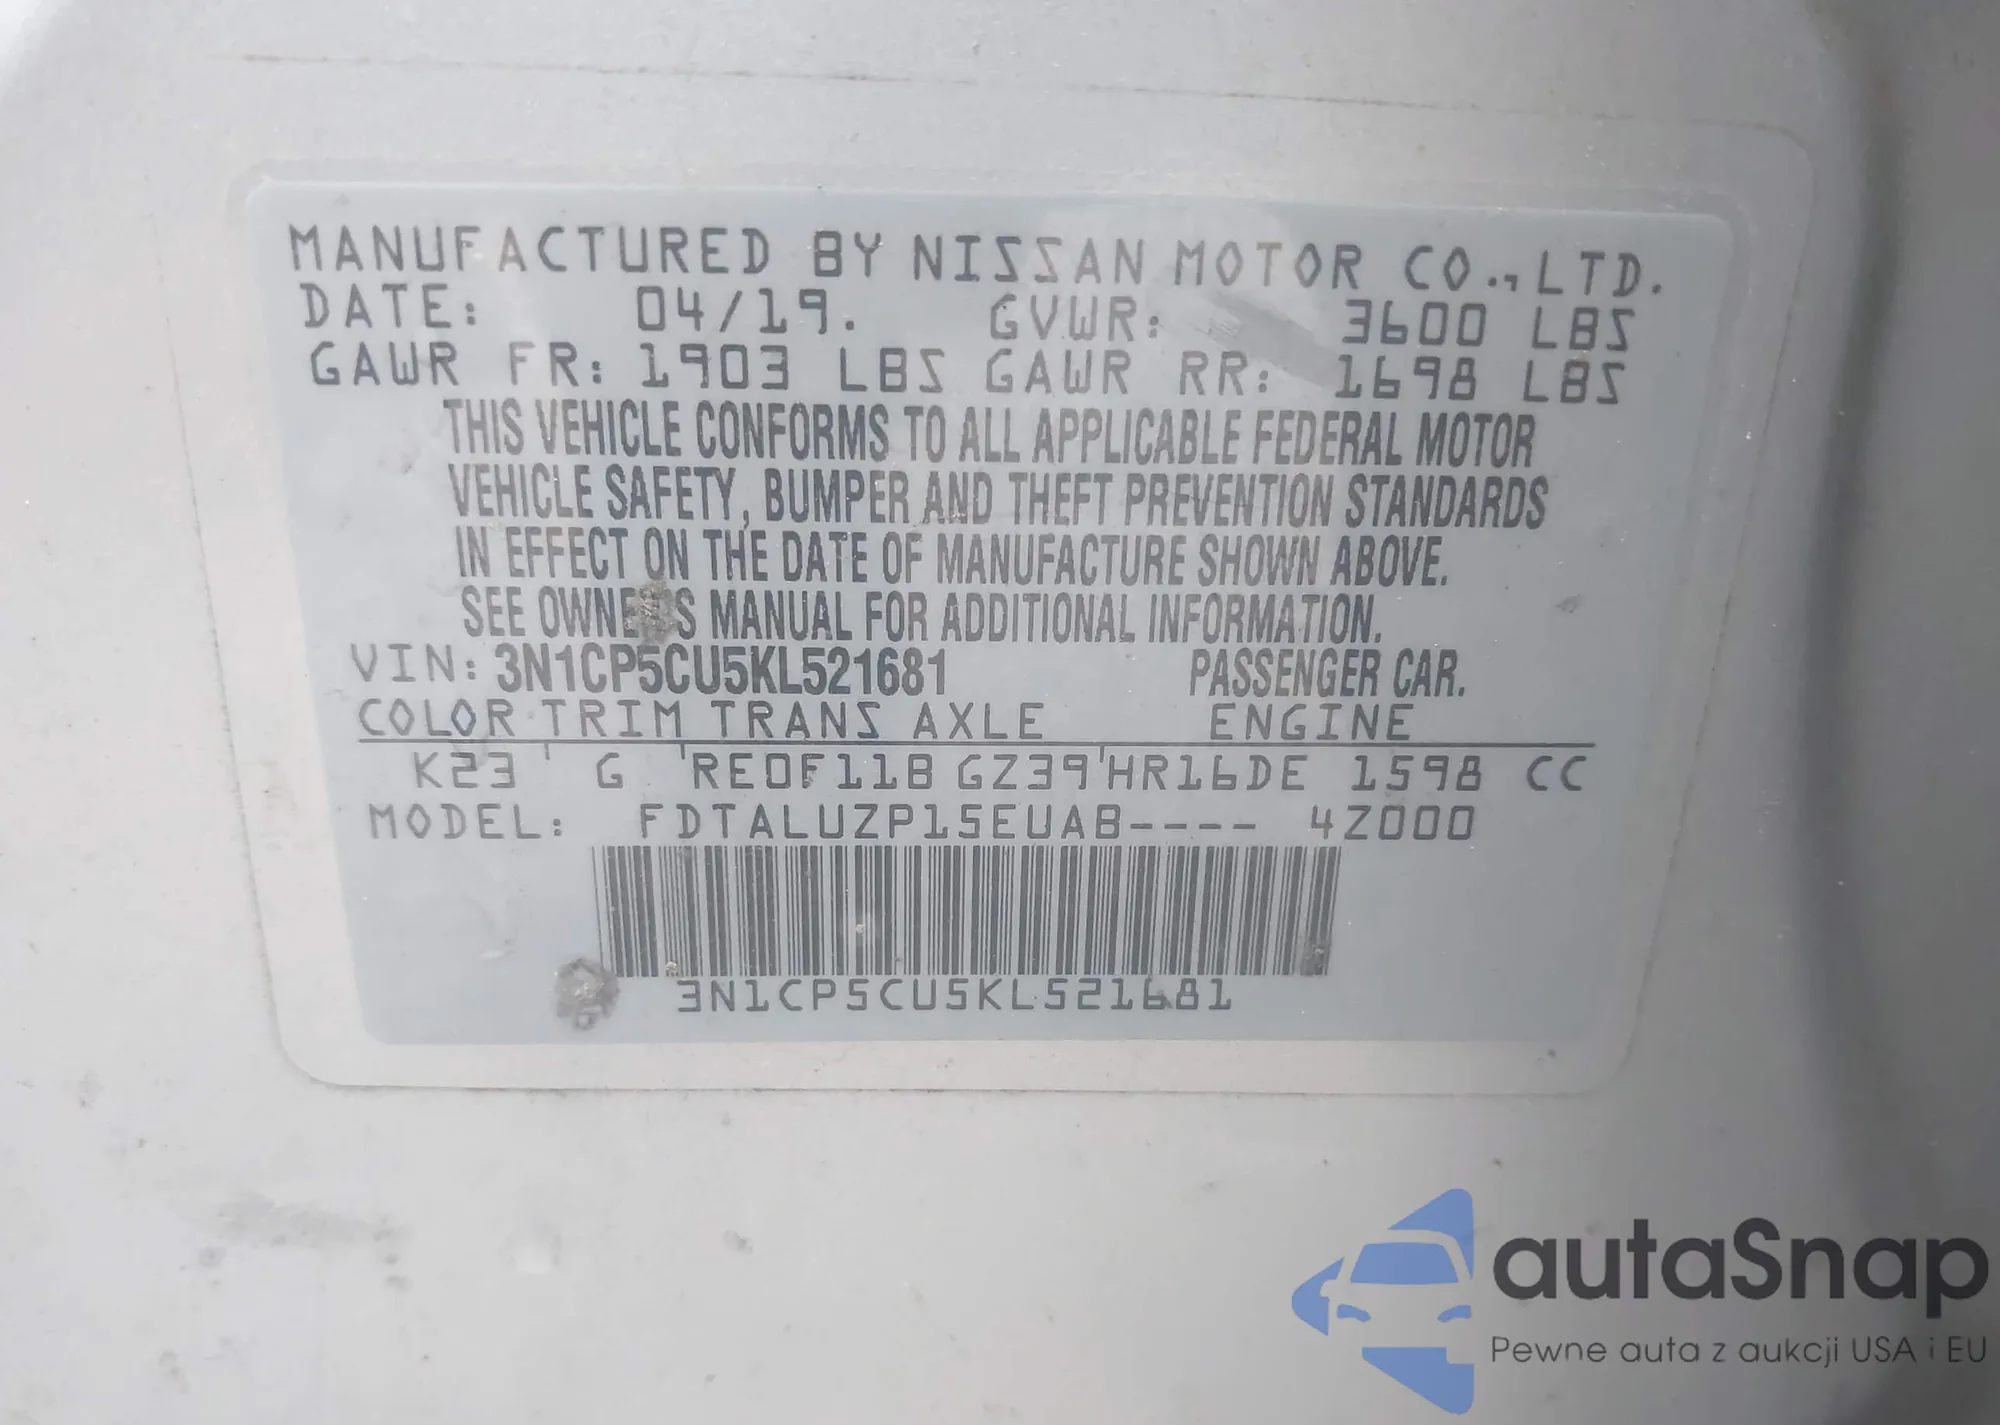 MANUFACTURED BY NISSAN MOTOR CO., LTD.
DATE: 04/19. GVWR: 3600 LBS
GAWR FR: 1903 LBS GAWR RR: 1698 LBS
THIS VEHICLE CONFORMS TO ALL APPLICABLE FEDERAL MOTOR
VEHICLE SAFETY, BUMPER AND THEFT PREVENTION STANDARDS
IN EFFECT ON THE DATE OF MANUFACTURE SHOWN ABOVE.
SEE OWNER'S MANUAL FOR ADDITIONAL INFORMATION.
VIN: 3N1CP5CU5KL521681 PASSENGER CAR.
COLOR TRIM TRANS AXLE ENGINE
K23 G RE0F11B GZ39 HR16DE 1598 CC
MODEL: FDTALUZP15EUAB---- 4Z000
3N1CP5CU5KL521681
autaSnap
Pewne auta z aukcji USA i EU